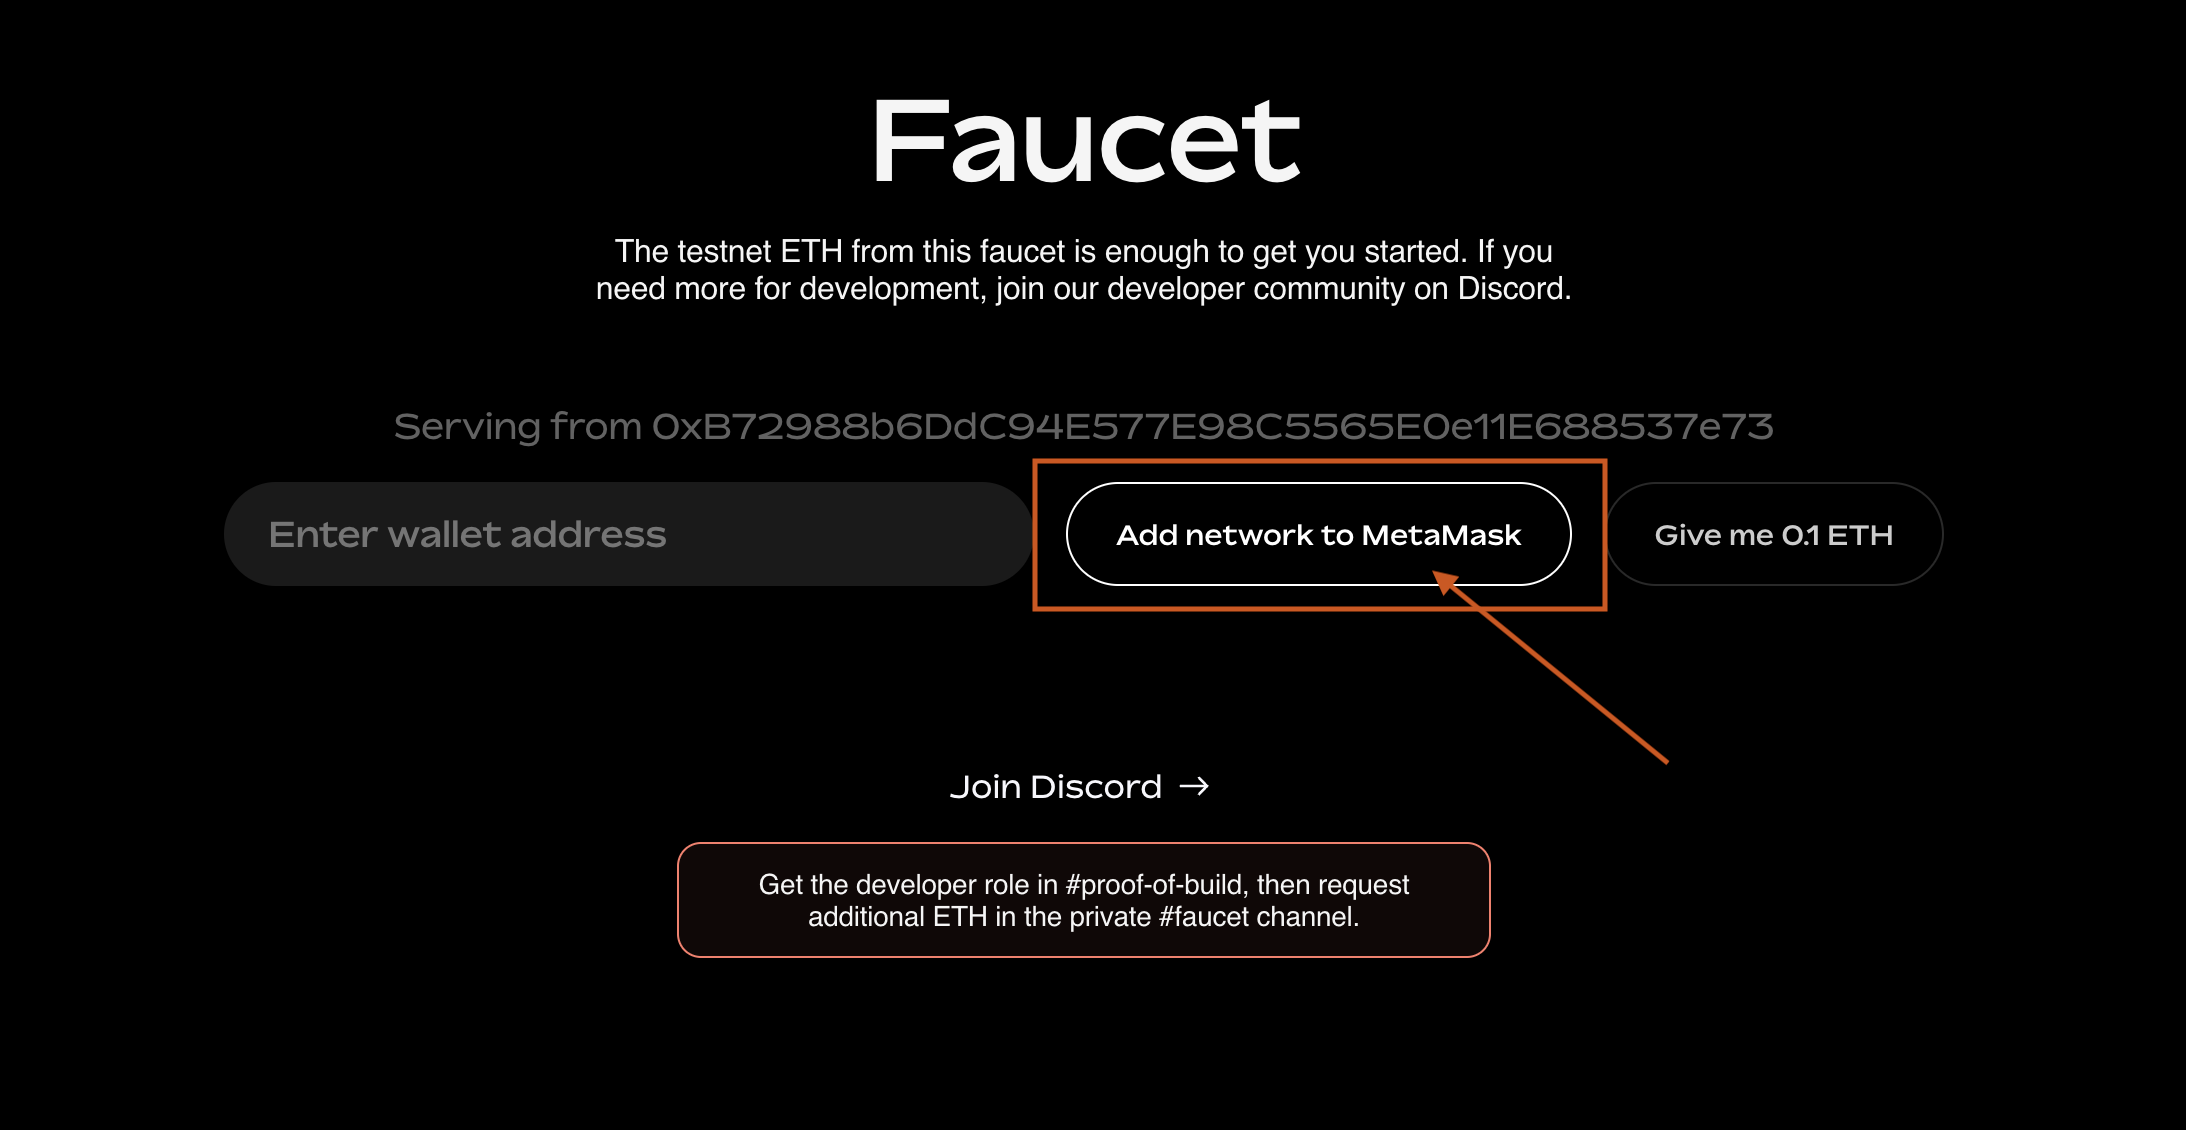 Faucet
The testnet ETH from this faucet is enough to get you started. If you
need more for development, join our developer community on Discord.
Serving from 0xB72988b6DdC94E577E98C5565E0e11E688537e73
Enter wallet address
Add network to MetaMask
Give me 0.1 ETH
Join Discord →
Get the developer role in #proof-of-build, then request
additional ETH in the private #faucet channel.